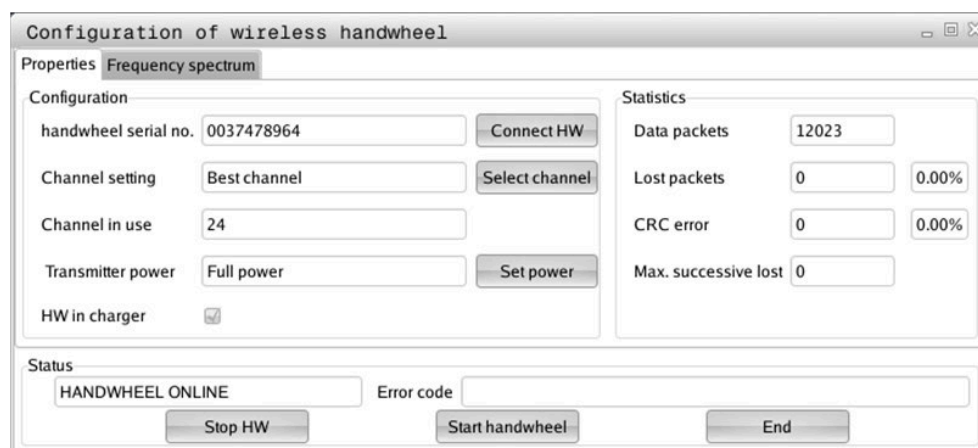 Configuration of wireless handwheel
Properties Frequency spectrum
Configuration
handwheel serial no. 0037478964 Connect HW
Channel setting Best channel Select channel
Channel in use 24
Transmitter power Full power Set power
HW in charger
Statistics
Data packets 12023
Lost packets 0 0.00%
CRC error 0 0.00%
Max. successive lost 0
Status
HANDWHEEL ONLINE Error code
Stop HW Start handwheel End